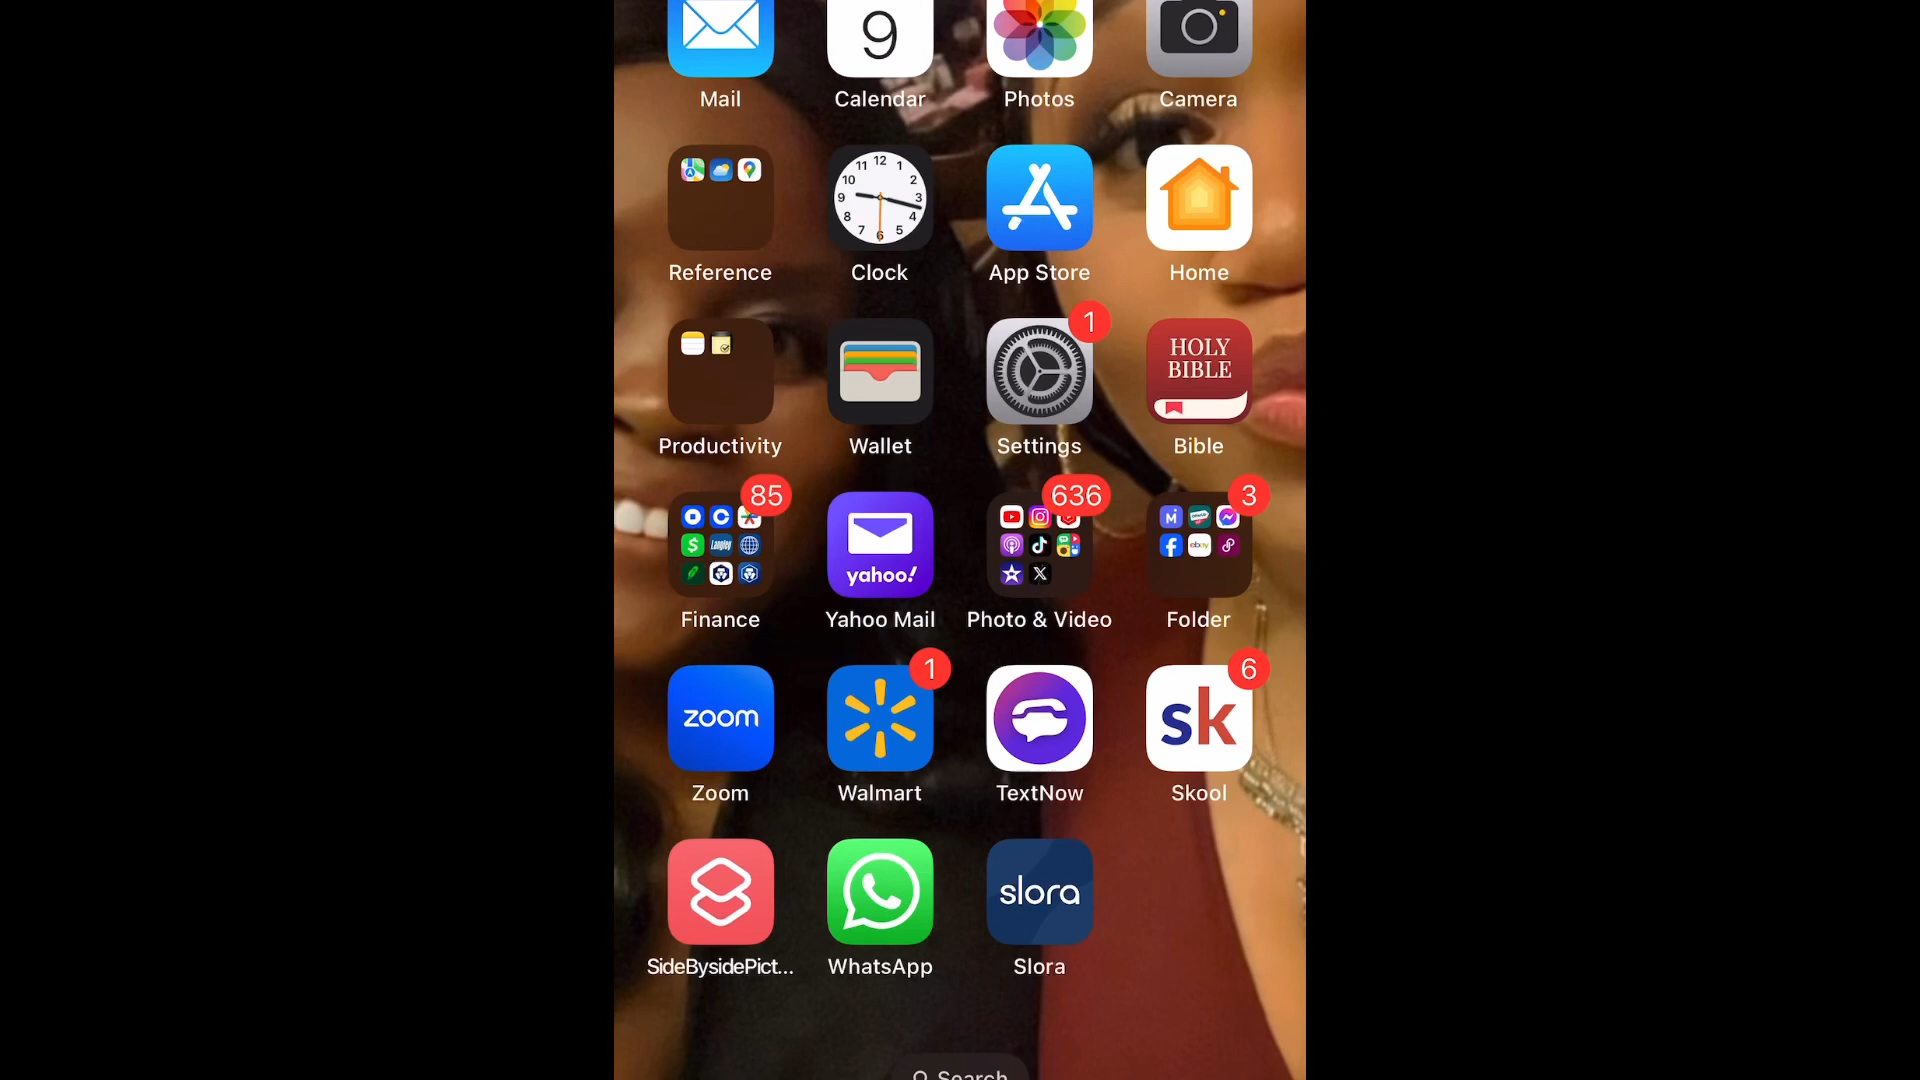 9
Mail Calendar Photos Camera
12
11 1
10 2
9 3
8 4
7 5
6
Reference Clock App Store Home
1
HOLY
BIBLE
Productivity Wallet Settings Bible
85 636 3
yahoo!
ebay
Finance Yahoo Mail Photo & Video Folder
1 6
zoom sk
Zoom Walmart TextNow Skool
slora
SideBysidePict... WhatsApp Slora
Search